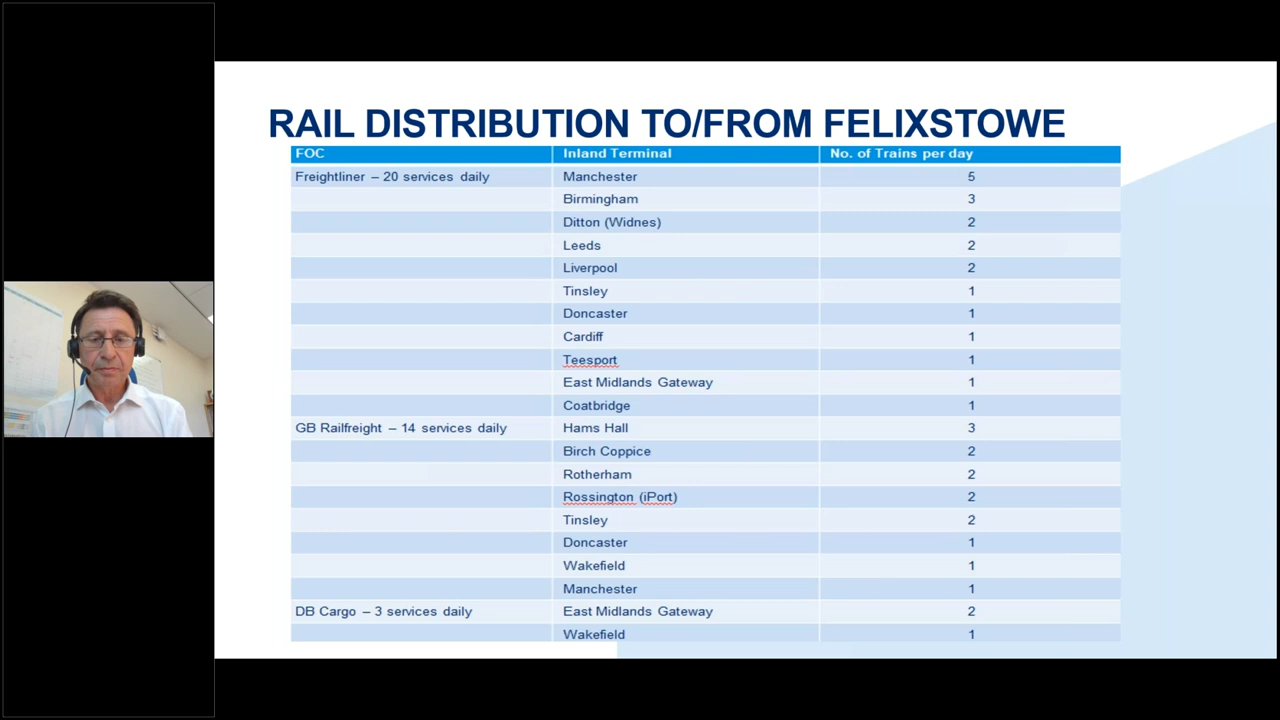 RAIL DISTRIBUTION TO/FROM FELIXSTOWE
FOC Inland Terminal No. of Trains per day
Freightliner – 20 services daily Manchester 5
Birmingham 3
Ditton (Widnes) 2
Leeds 2
Liverpool 2
Tinsley 1
Doncaster 1
Cardiff 1
Teesport 1
East Midlands Gateway 1
Coatbridge 1
GB Railfreight – 14 services daily Hams Hall 3
Birch Coppice 2
Rotherham 2
Rossington (iPort) 2
Tinsley 2
Doncaster 1
Wakefield 1
Manchester 1
DB Cargo – 3 services daily East Midlands Gateway 2
Wakefield 1